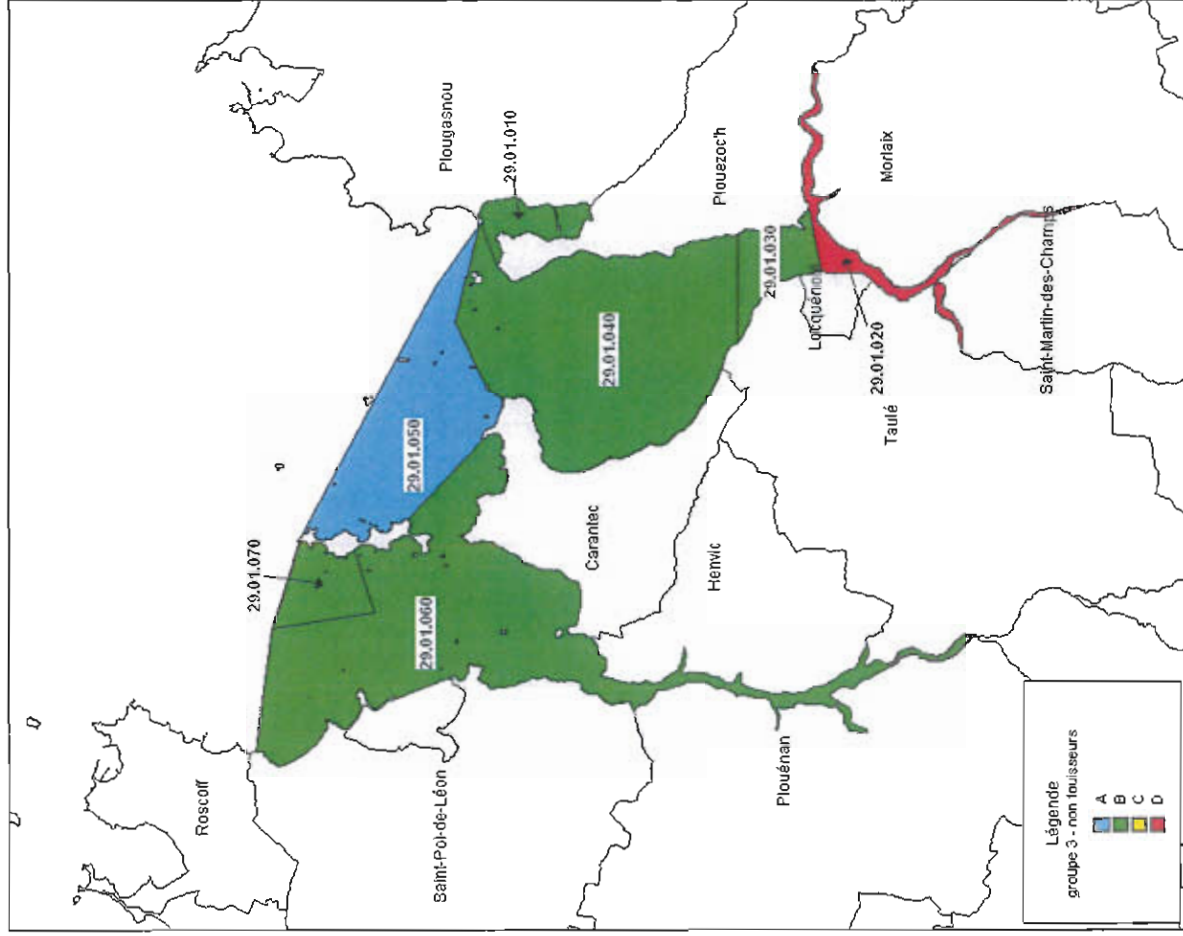 Roscoff
Saint-Pol-de-Léon
Plouénan
29.01.070
29.01.060
Carantec
Henvic
29.01.050
Taulé
29.01.040
Plougasnou
29.01.010
Plouezoc'h
29.01.030
Locquéno
29.01.020
Morlaix
Saint-Martin-des-Champs
Légende
groupe 3 - non fouisseurs
A
B
C
D